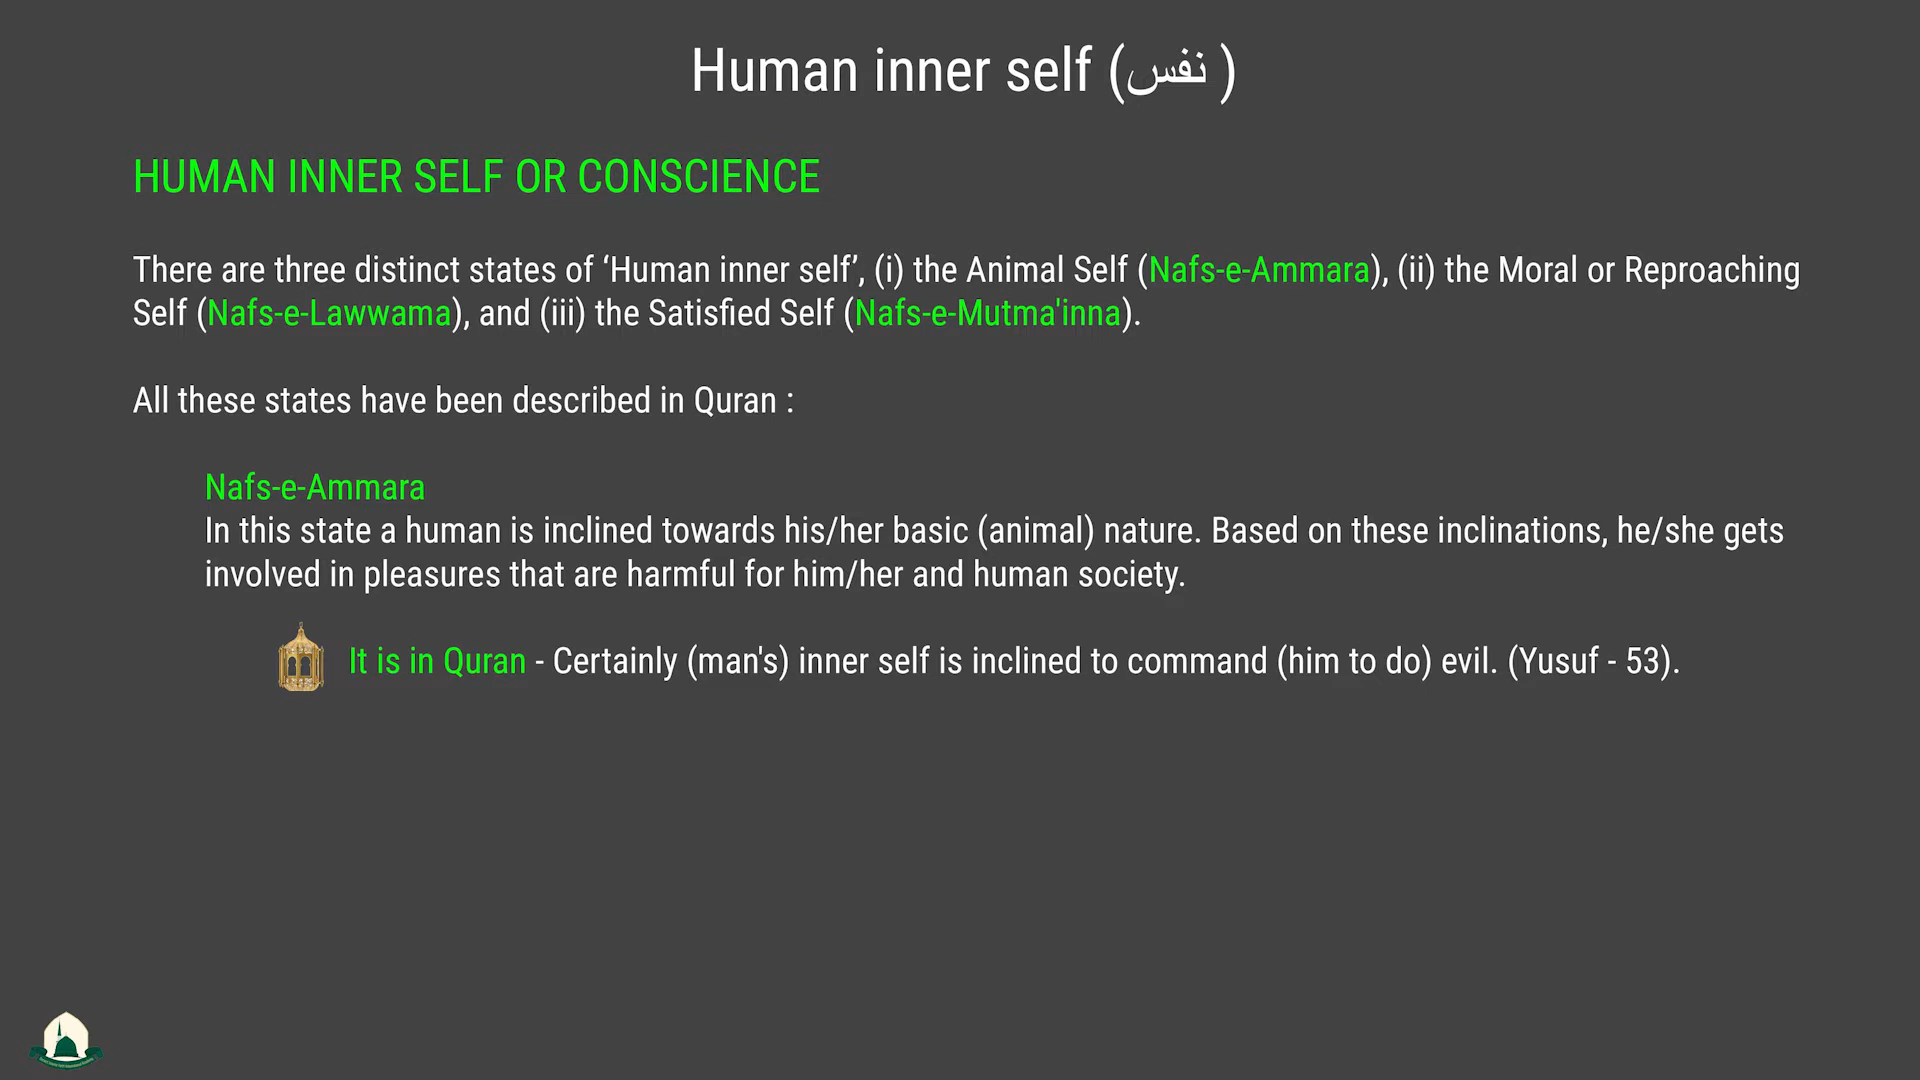 Human inner self (نفس )
HUMAN INNER SELF OR CONSCIENCE
There are three distinct states of ‘Human inner self’, (i) the Animal Self (Nafs-e-Ammara), (ii) the Moral or Reproaching
Self (Nafs-e-Lawwama), and (iii) the Satisfied Self (Nafs-e-Mutma'inna).
All these states have been described in Quran :
Nafs-e-Ammara
In this state a human is inclined towards his/her basic (animal) nature. Based on these inclinations, he/she gets
involved in pleasures that are harmful for him/her and human society.
It is in Quran - Certainly (man's) inner self is inclined to command (him to do) evil. (Yusuf - 53).